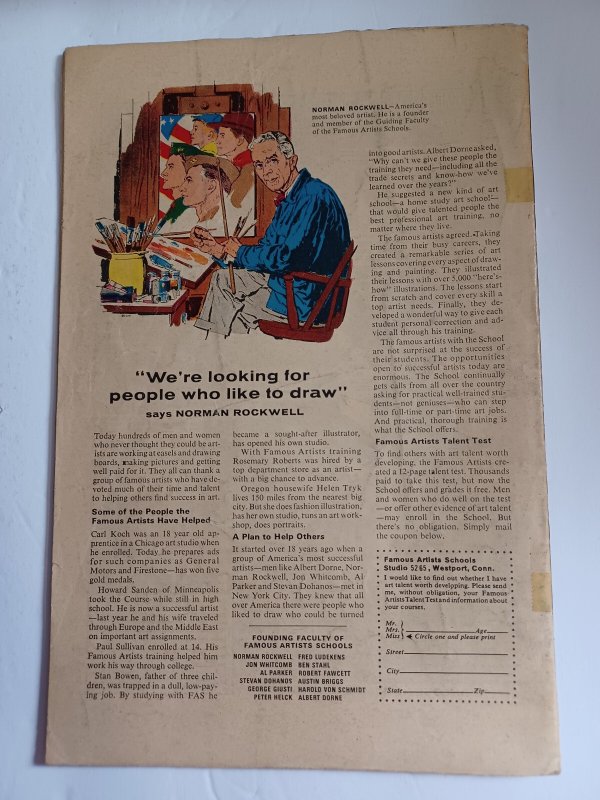 NORMAN ROCKWELL—America's
most beloved artist. He is a founder
and member of the Guiding Faculty
of the Famous Artists Schools.
"We're looking for
people who like to draw"
says NORMAN ROCKWELL
Today hundreds of men and women
who never thought they could be art-
ists are working at easels and drawing
boards, making pictures and getting
well paid for it. They all can thank a
group of famous artists who have de-
voted much of their time and talent
to helping others find success in art.
Some of the People the
Famous Artists Have Helped
Carl Koch was an 18 year old ap-
prentice in a Chicago art studio when
he enrolled. Today he prepares ads
for such companies as General
Motors and Firestone—has won five
gold medals.
Howard Sanden of Minneapolis
took the Course while still in high
school. He is now a successful artist
—last year he and his wife traveled
through Europe and the Middle East
on important art assignments.
Paul Sullivan enrolled at 14. His
Famous Artists training helped him
work his way through college.
Stan Bowen, father of three chil-
dren, was trapped in a dull, low-pay-
ing job. By studying with FAS he
became a sought-after illustrator,
has opened his own studio.
With Famous Artists training
Rosemary Roberts was hired by a
top department store as an artist—
with a big chance to advance.
Oregon housewife Helen Tryk
lives 150 miles from the nearest big
city. But she does fashion illustration,
has her own studio, runs an art work-
shop, does portraits.
A Plan to Help Others
It started over 18 years ago when a
group of America's most successful
artists—men like Albert Dorne, Nor-
man Rockwell, Jon Whitcomb, Al
Parker and Stevan Dohanos—met in
New York City. They knew that all
over America there were people who
liked to draw who could be turned
FOUNDING FACULTY OF
FAMOUS ARTISTS SCHOOLS
NORMAN ROCKWELL FRED LUDEKENS
JON WHITCOMB BEN STAHL
AL PARKER ROBERT FAWCETT
STEVAN DOHANOS AUSTIN BRIGGS
GEORGE GIUSTI HAROLD VON SCHMIDT
PETER HELCK ALBERT DORNE
into good artists. Albert Dorne asked,
"Why can't we give these people the
training they need—including all the
trade secrets and know-how we've
learned over the years?"
He suggested a new kind of art
school—a home study art school—
that would give talented people the
best professional art training, no
matter where they live.
The famous artists agreed. Taking
time from their busy careers, they
created a remarkable series of art
lessons covering every aspect of draw-
ing and painting. They illustrated
their lessons with over 5,000 "here's-
how" illustrations. The lessons start
from scratch and cover every skill a
top artist needs. Finally, they de-
veloped a wonderful way to give each
student personal correction and ad-
vice all through his training.
The famous artists with the School
are not surprised at the success of
their students. The opportunities
open to successful artists today are
enormous. The School continually
gets calls from all over the country
asking for practical well-trained stu-
dents—not geniuses—who can step
into full-time or part-time art jobs.
And practical, thorough training is
what the School offers.
Famous Artists Talent Test
To find others with art talent worth
developing, the Famous Artists cre-
ated a 12-page talent test. Thousands
paid to take this test, but now the
School offers and grades it free. Men
and women who do well on the test
—or offer other evidence of art talent
—may enroll in the School. But
there's no obligation. Simply mail
the coupon below.
Famous Artists Schools
Studio 5265, Westport, Conn.
I would like to find out whether I have
art talent worth developing. Please send
me, without obligation, your Famous
Artists Talent Test and information about
your courses.
Mr.
Mrs. Age
Miss Circle one and please print
Street
City
State Zip